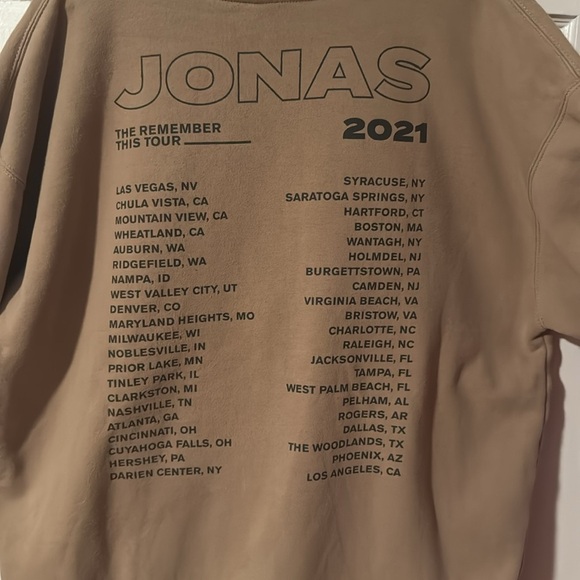 JONAS
THE REMEMBER
THIS TOUR
2021
LAS VEGAS, NV
CHULA VISTA, CA
MOUNTAIN VIEW, CA
WHEATLAND, CA
AUBURN, WA
RIDGEFIELD, WA
NAMPA, ID
WEST VALLEY CITY, UT
DENVER, CO
MARYLAND HEIGHTS, MO
MILWAUKEE, WI
NOBLESVILLE, IN
PRIOR LAKE, MN
TINLEY PARK, IL
CLARKSTON, MI
NASHVILLE, TN
ATLANTA, GA
CINCINNATI, OH
CUYAHOGA FALLS, OH
HERSHEY, PA
DARIEN CENTER, NY
SYRACUSE, NY
SARATOGA SPRINGS, NY
HARTFORD, CT
BOSTON, MA
WANTAGH, NY
HOLMDEL, NJ
BURGETTSTOWN, PA
CAMDEN, NJ
VIRGINIA BEACH, VA
BRISTOW, VA
CHARLOTTE, NC
RALEIGH, NC
JACKSONVILLE, FL
TAMPA, FL
WEST PALM BEACH, FL
PELHAM, AL
ROGERS, AR
DALLAS, TX
THE WOODLANDS, TX
PHOENIX, AZ
LOS ANGELES, CA